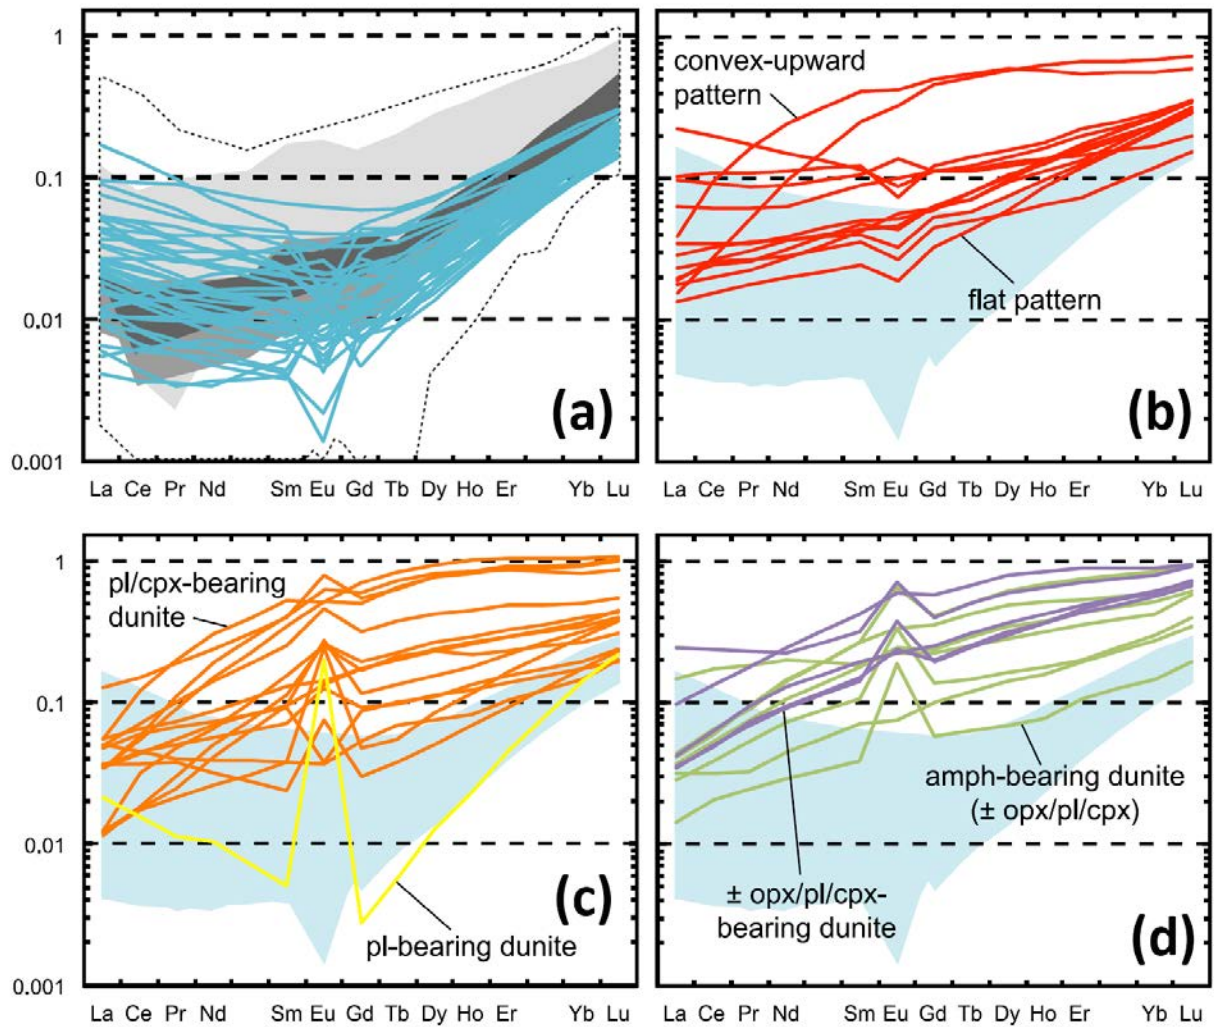 1
0.1
0.01
0.001
(a)
La Ce Pr Nd Sm Eu Gd Tb Dy Ho Er Yb Lu
convex-upward
pattern
flat pattern
(b)
La Ce Pr Nd Sm Eu Gd Tb Dy Ho Er Yb Lu
1
0.1
0.01
0.001
pl/cpx-bearing
dunite
pl-bearing dunite
(c)
La Ce Pr Nd Sm Eu Gd Tb Dy Ho Er Yb Lu
amph-bearing dunite
(± opx/pl/cpx)
± opx/pl/cpx-
bearing dunite
(d)
La Ce Pr Nd Sm Eu Gd Tb Dy Ho Er Yb Lu